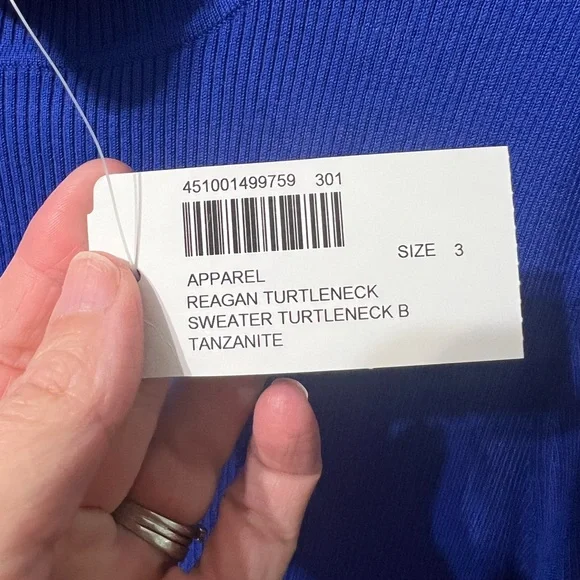 451001499759 301
SIZE 3
APPAREL
REAGAN TURTLENECK
SWEATER TURTLENECK B
TANZANITE